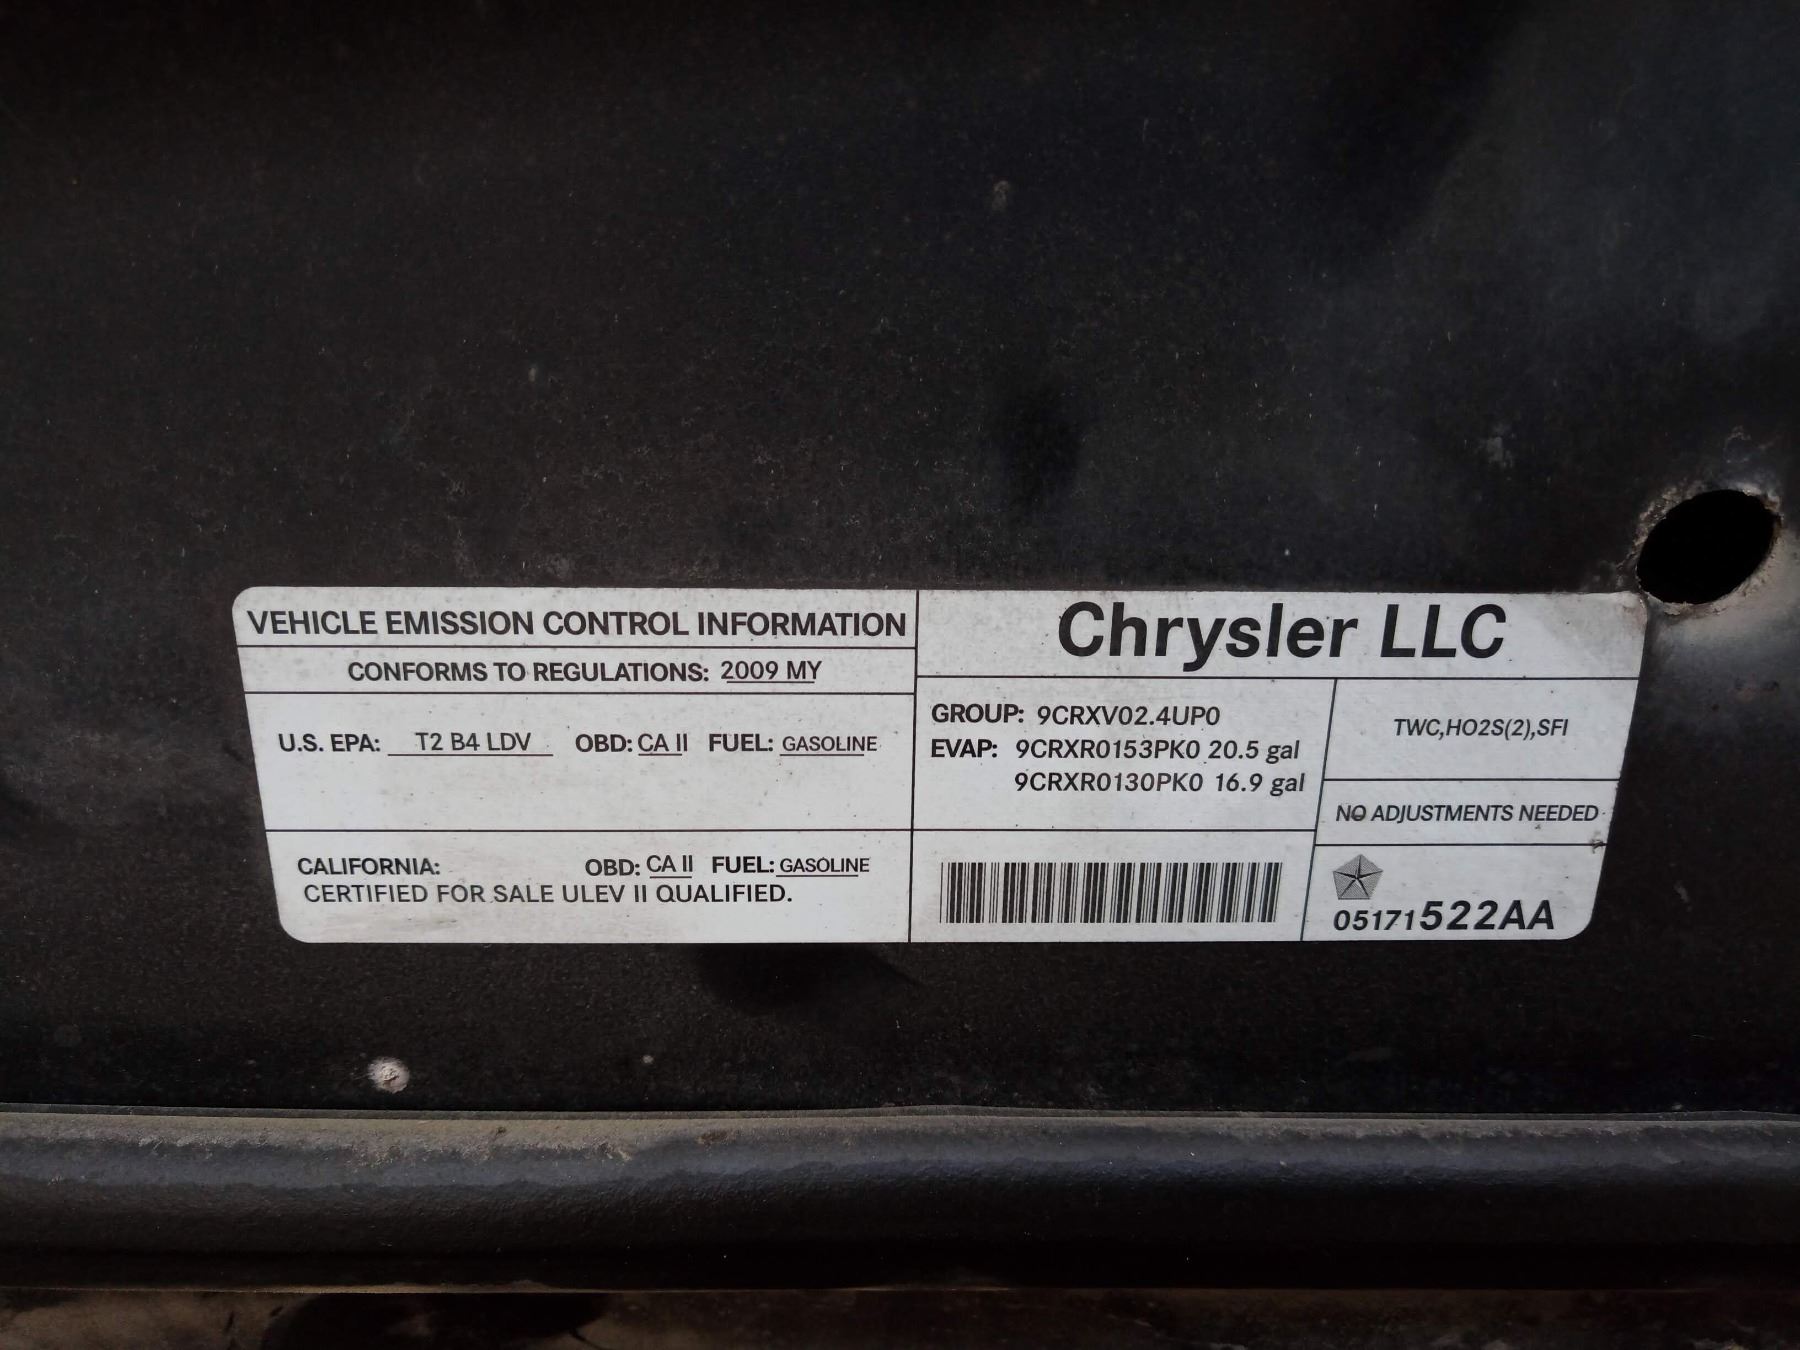 VEHICLE EMISSION CONTROL INFORMATION
CONFORMS TO REGULATIONS: 2009 MY
U.S. EPA: T2 B4 LDV OBD: CA II FUEL: GASOLINE
CALIFORNIA: OBD: CA II FUEL: GASOLINE
CERTIFIED FOR SALE ULEV II QUALIFIED.
Chrysler LLC
GROUP: 9CRXV02.4UP0
EVAP: 9CRXR0153PK0 20.5 gal
9CRXR0130PK0 16.9 gal
TWC,HO2S(2),SFI
NO ADJUSTMENTS NEEDED
05171522AA